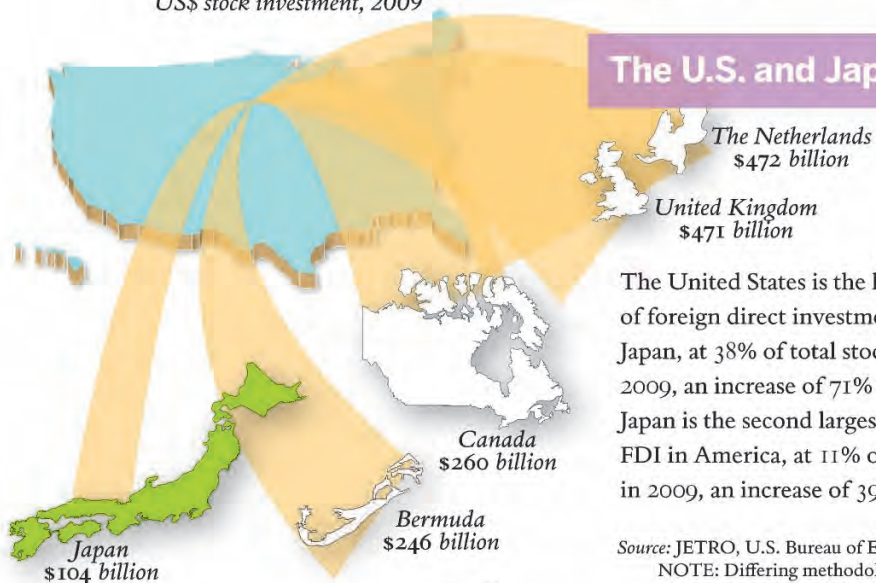 US$ stock investment, 2009
The U.S. and Jap
The Netherlands
$472 billion
United Kingdom
$471 billion
The United States is the
of foreign direct investme
Japan, at 38% of total stoc
2009, an increase of 71%
Japan is the second larges
FDI in America, at 11% o
in 2009, an increase of 39
Canada
$260 billion
Bermuda
$246 billion
Japan
$104 billion
Source: JETRO, U.S. Bureau of E
NOTE: Differing methodol